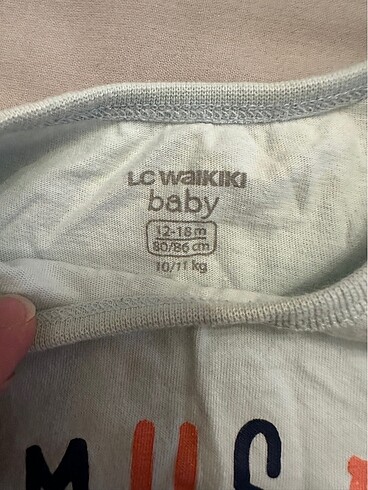 LC WAIKIKI
baby
12-18 m
80/86 cm
10/11 kg